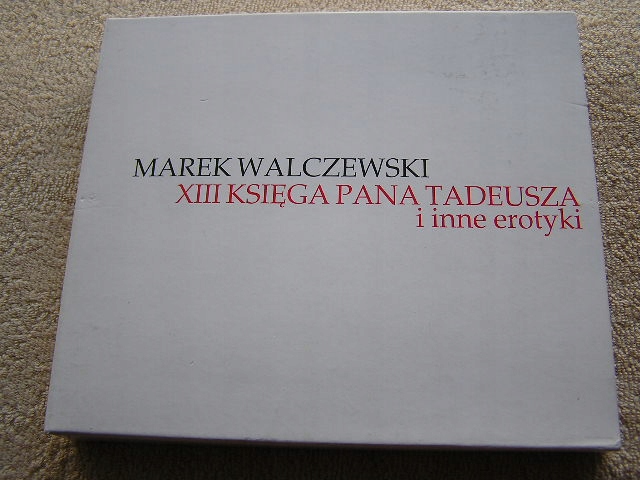 MAREK WALCZEWSKI
XIII KSIĘGA PANA TADEUSZA
i inne erotyki